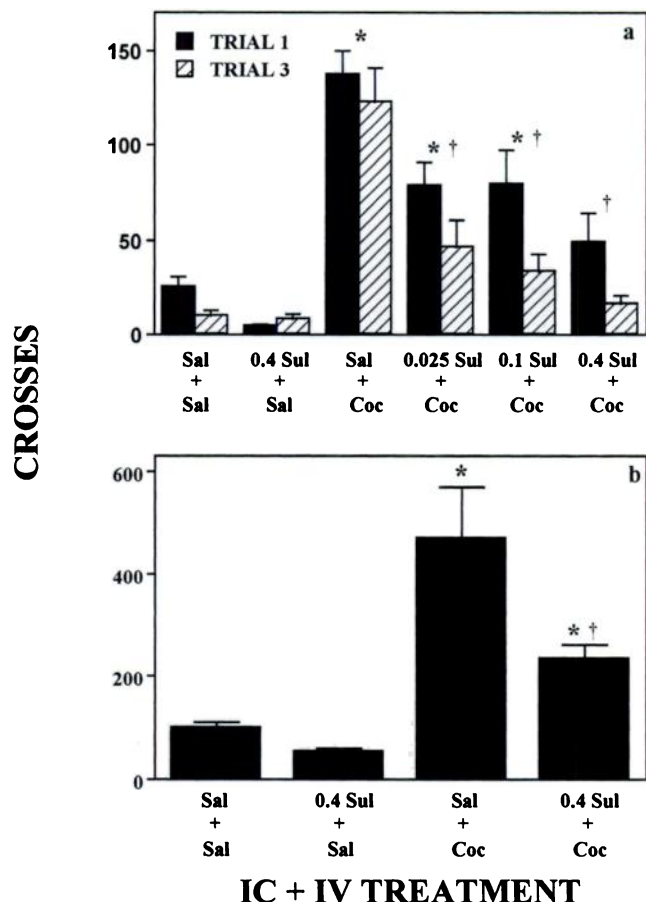 TRIAL 1
TRIAL 3
a
*
* †
* †
†
150
100
50
0
Sal + Sal
0.4 Sul + Sal
Sal + Coc
0.025 Sul + Coc
0.1 Sul + Coc
0.4 Sul + Coc
CROSSES
b
*
* †
600
400
200
0
Sal + Sal
0.4 Sul + Sal
Sal + Coc
0.4 Sul + Coc
IC + IV TREATMENT